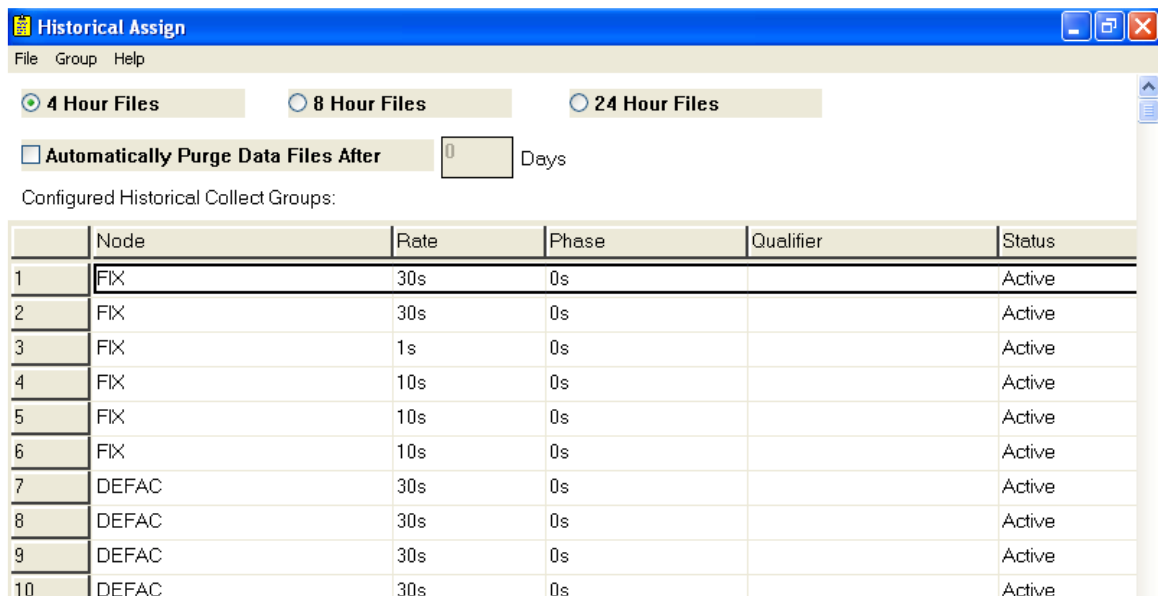 Historical Assign
File Group Help
4 Hour Files 8 Hour Files 24 Hour Files
Automatically Purge Data Files After 0 Days
Configured Historical Collect Groups:
Node Rate Phase Qualifier Status
1 FIX 30s 0s Active
2 FIX 30s 0s Active
3 FIX 1s 0s Active
4 FIX 10s 0s Active
5 FIX 10s 0s Active
6 FIX 10s 0s Active
7 DEFAC 30s 0s Active
8 DEFAC 30s 0s Active
9 DEFAC 30s 0s Active
10 DEFAC 30s 0s Active